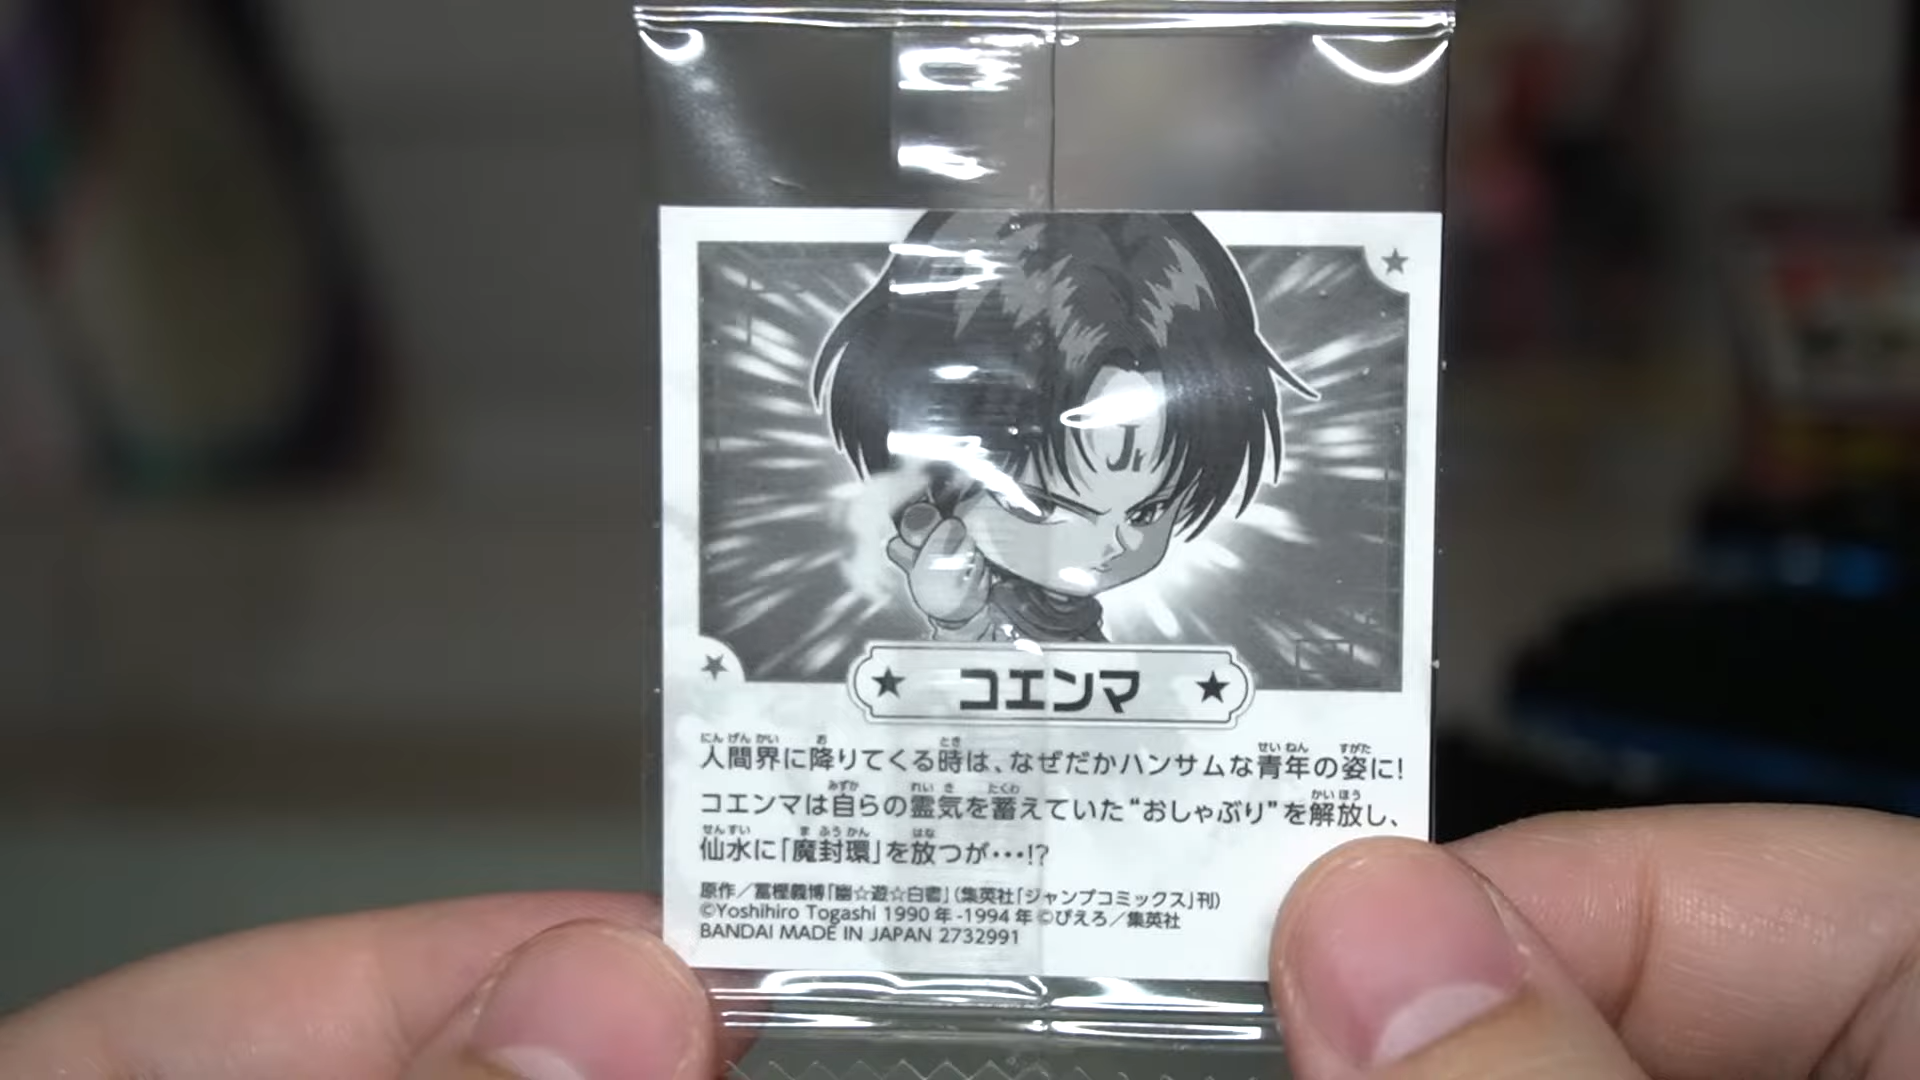 Jr
★ コエンマ ★
人間界に降りてくる時は、なぜだかハンサムな青年の姿に!
コエンマは自らの霊気を蓄えていた“おしゃぶり”を解放し、
仙水に「魔封環」を放つが・・・!?
原作／冨樫義博「幽☆遊☆白書」(集英社「ジャンプコミックス」刊)
©Yoshihiro Togashi 1990年-1994年 ©ぴえろ／集英社
BANDAI MADE IN JAPAN 2732991